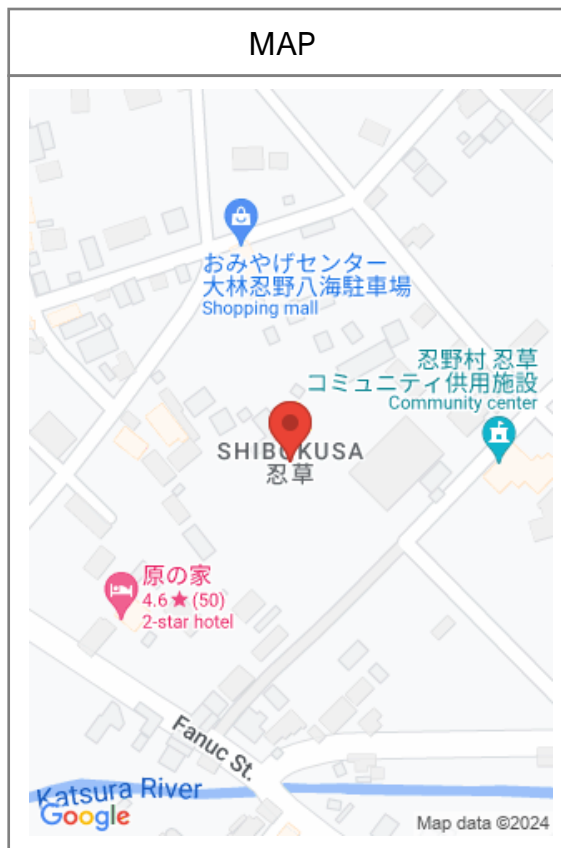 MAP
おみやげセンター
大林忍野八海駐車場
Shopping mall
忍野村 忍草
コミュニティ供用施設
Community center
SHIBOKUSA
忍草
原の家
4.6★(50)
2-star hotel
Fanuc St.
Katsura River
Google
Map data ©2024